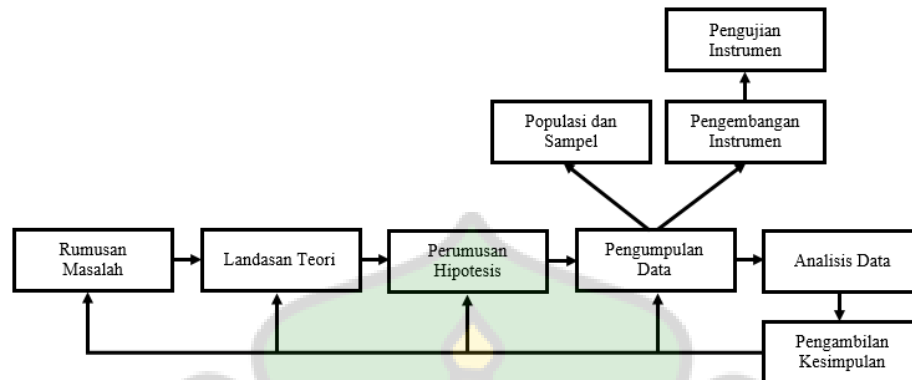 Pengujian
Instrumen
Populasi dan
Sampel
Pengembangan
Instrumen
Rumusan
Masalah
Landasan Teori
Perumusan
Hipotesis
Pengumpulan
Data
Analisis Data
Pengambilan
Kesimpulan